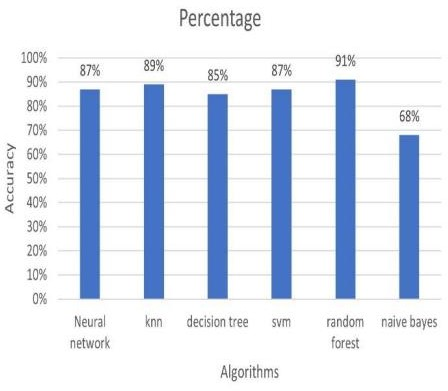 Percentage
100%
90%
80%
70%
60%
50%
40%
30%
20%
10%
0%
Accuracy
87%
89%
85%
87%
91%
68%
Neural network
knn
decision tree
svm
random forest
naive bayes
Algorithms